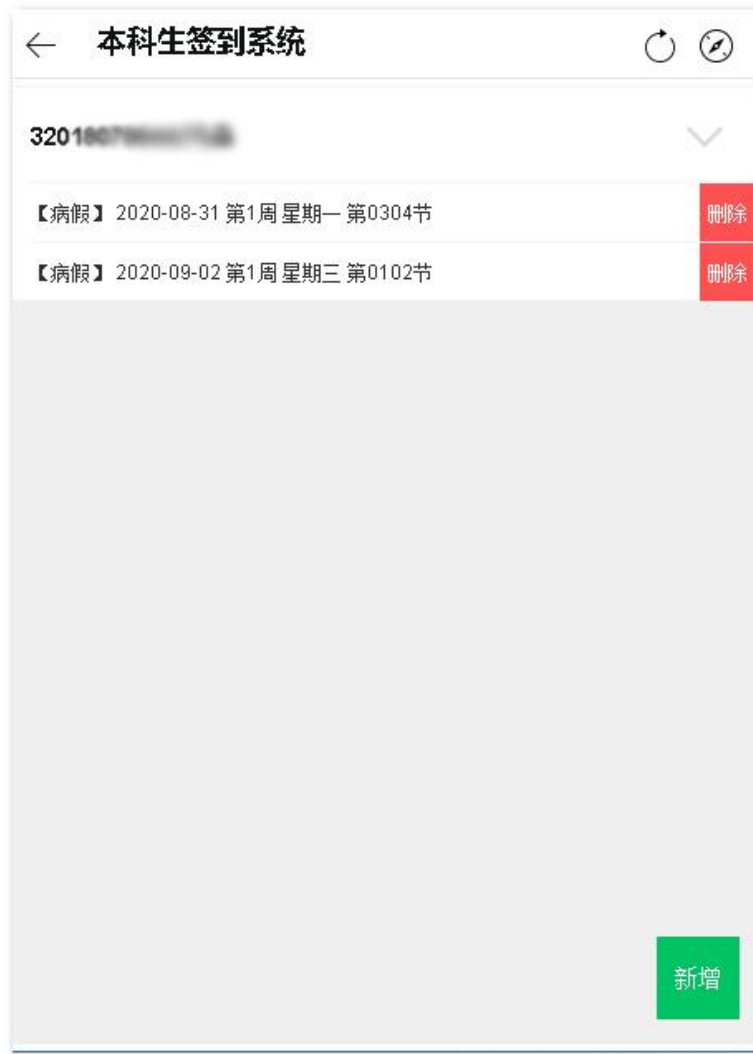 本科生签到系统
320180
【病假】2020-08-31 第1周 星期一 第0304节
删除
【病假】2020-09-02 第1周 星期三 第0102节
删除
新增